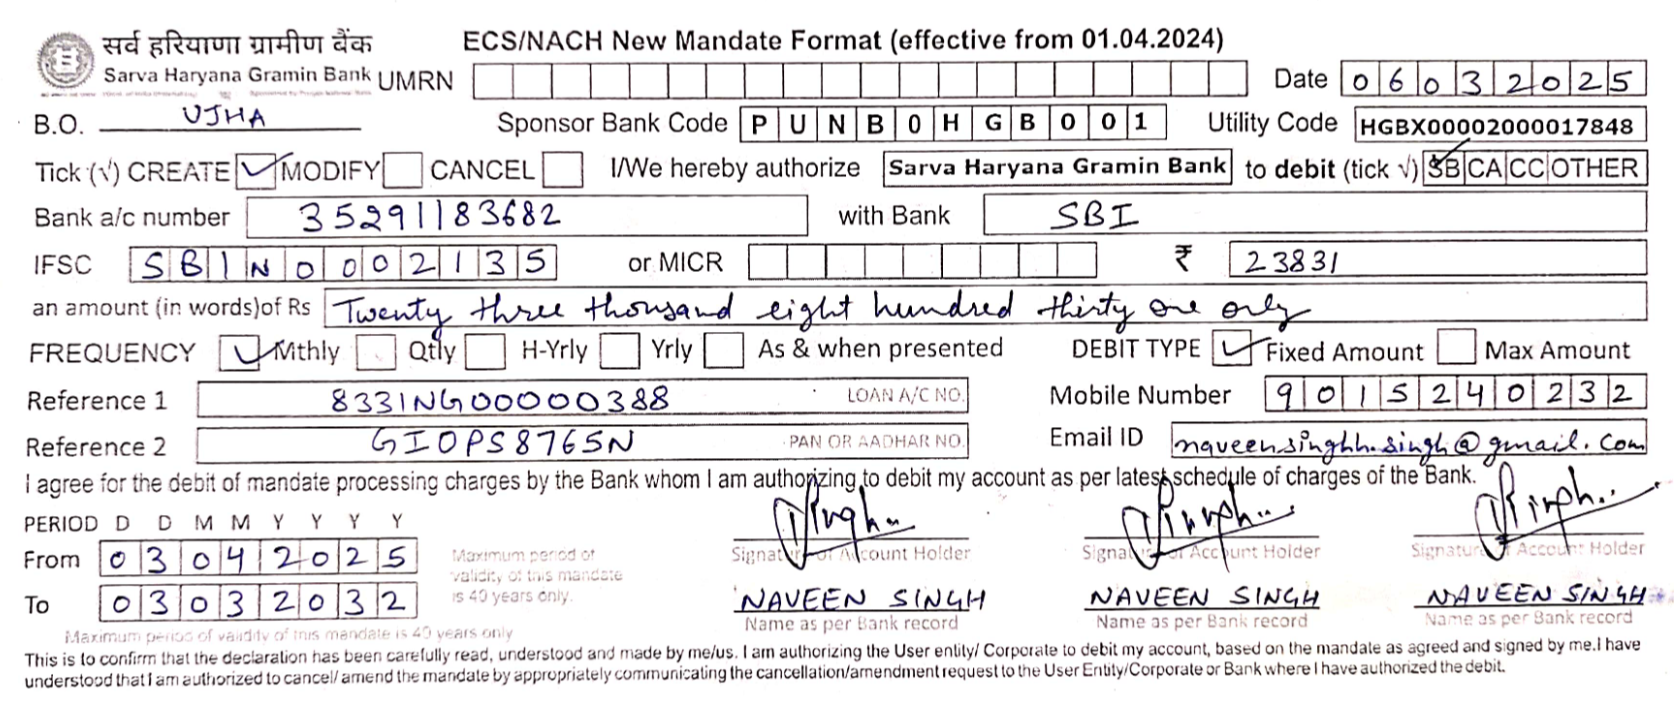 सर्व हरियाणा ग्रामीण बैंक
Sarva Haryana Gramin Bank
ECS/NACH New Mandate Format (effective from 01.04.2024)
UMRN Date 06032025
B.O. UJHA Sponsor Bank Code PUNB0HGB001 Utility Code HGBX00002000017848
Tick (√) CREATE ✓ MODIFY CANCEL I/We hereby authorize Sarva Haryana Gramin Bank to debit (tick √) SB CA CC OTHER
Bank a/c number 35291183682 with Bank SBI
IFSC SBIN0002135 or MICR ₹ 23831
an amount (in words)of Rs Twenty three thousand eight hundred thirty one only
FREQUENCY ✓ Mthly Qtly H-Yrly Yrly As & when presented DEBIT TYPE ✓ Fixed Amount Max Amount
Reference 1 8331NG00000388 LOAN A/C NO. Mobile Number 9015240232
Reference 2 GIOPS8765N PAN OR AADHAR NO. Email ID naveensinghh.singh@gmail.com
I agree for the debit of mandate processing charges by the Bank whom I am authorizing to debit my account as per latest schedule of charges of the Bank.
PERIOD D D M M Y Y Y Y
From 03042025
To 03032032
Maximum period of
validity of this mandate
is 40 years only.
Singh Singh Singh
Signature of Account Holder Signature of Account Holder Signature of Account Holder
NAVEEN SINGH NAVEEN SINGH NAVEEN SINGH
Name as per Bank record Name as per Bank record Name as per Bank record
Maximum period of validity of this mandate is 40 years only
This is to confirm that the declaration has been carefully read, understood and made by me/us. I am authorizing the User entity/ Corporate to debit my account, based on the mandate as agreed and signed by me.I have
understood that I am authorized to cancel/ amend the mandate by appropriately communicating the cancellation/amendment request to the User Entity/Corporate or Bank where I have authorized the debit.